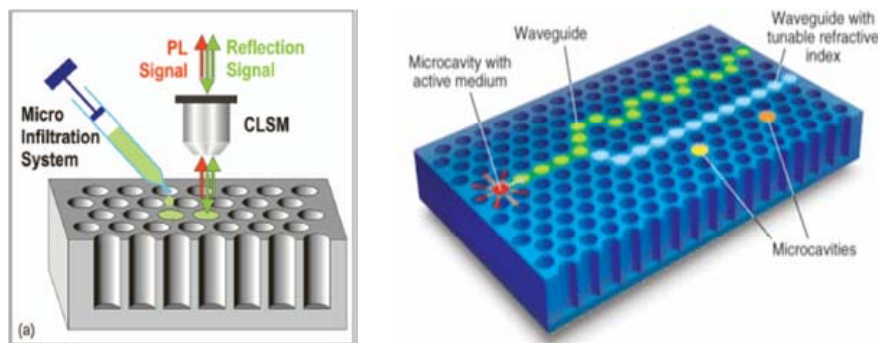 PL
Signal
Reflection
Signal
Micro
Infiltration
System
CLSM
(a)
Waveguide
Waveguide with
tunable refractive
index
Microcavity with
active medium
Microcavities